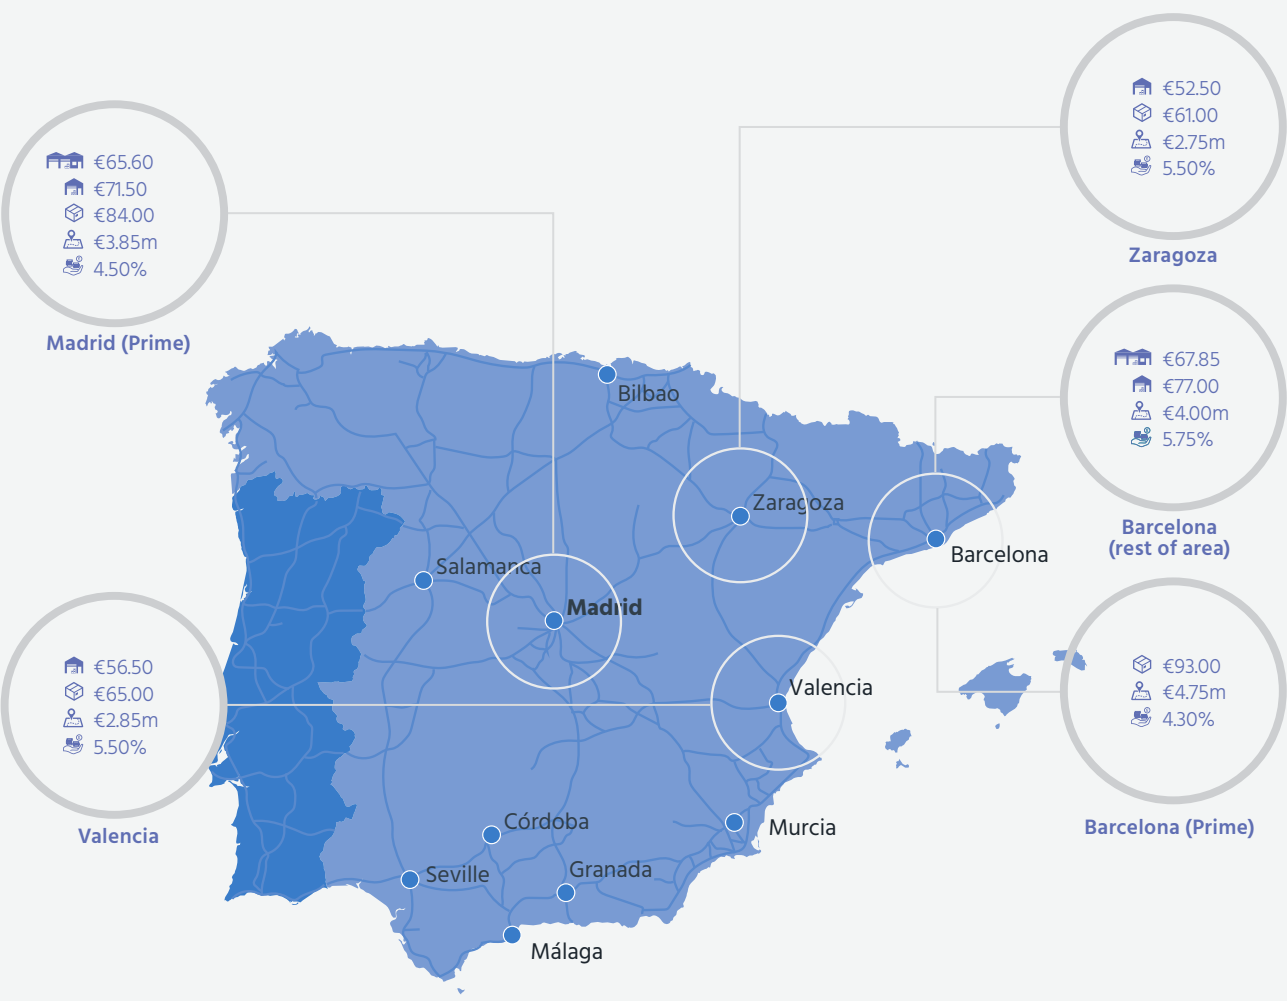 €52.50
€61.00
€2.75m
5.50%
Zaragoza
€65.60
€71.50
€84.00
€3.85m
4.50%
Madrid (Prime)
€67.85
€77.00
€4.00m
5.75%
Barcelona
(rest of area)
Bilbao
Zaragoza
Barcelona
Salamanca
Madrid
€56.50
€65.00
€2.85m
5.50%
Valencia
Valencia
€93.00
€4.75m
4.30%
Barcelona (Prime)
Córdoba
Murcia
Seville
Granada
Málaga